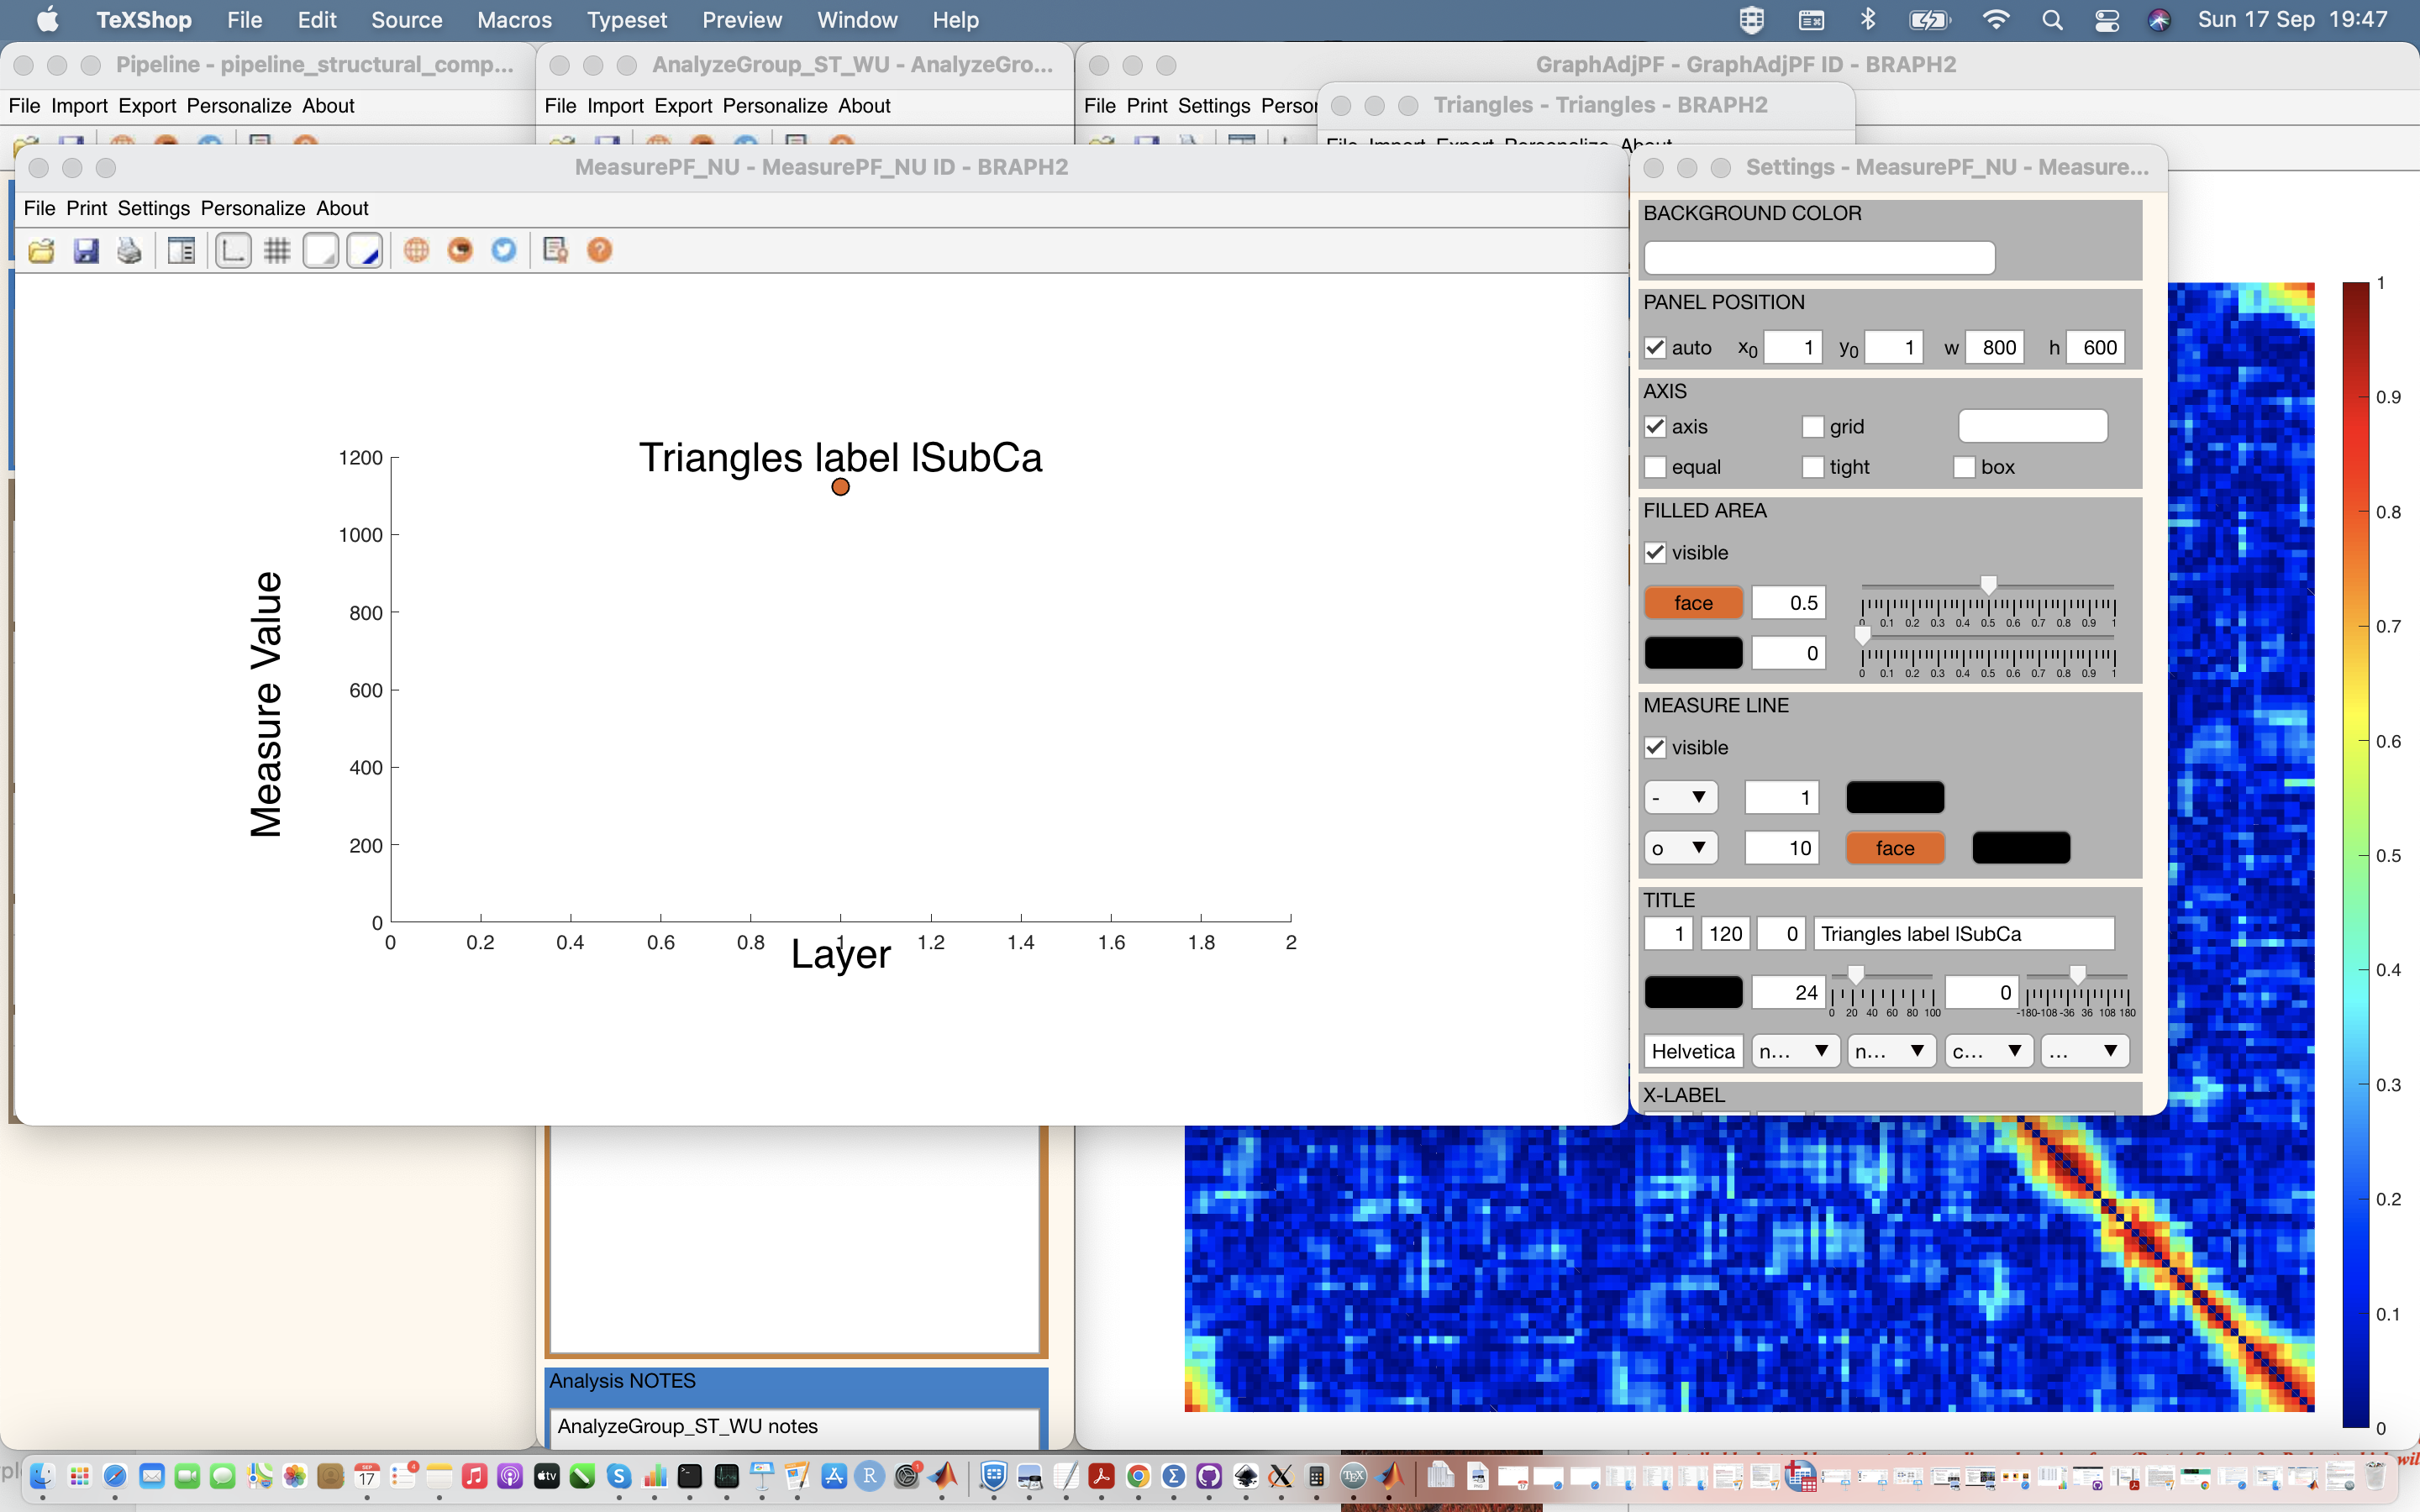 TeXShop File Edit Source Macros Typeset Preview Window Help Sun 17 Sep 19:47
Pipeline - pipeline_structural_comp...
File Import Export Personalize About
AnalyzeGroup_ST_WU - AnalyzeGro...
File Import Export Personalize About
GraphAdjPF - GraphAdjPF ID - BRAPH2
File Print Settings
Triangles - Triangles - BRAPH2
File Import Export Personalize About
MeasurePF_NU - MeasurePF_NU ID - BRAPH2
File Print Settings Personalize About
Triangles label lSubCa
Measure Value
1200
1000
800
600
400
200
0
0 0.2 0.4 0.6 0.8 1 1.2 1.4 1.6 1.8 2
Layer
Settings - MeasurePF_NU - Measure...
BACKGROUND COLOR
PANEL POSITION
auto x0 1 y0 1 w 800 h 600
AXIS
axis grid
equal tight box
FILLED AREA
visible
face 0.5
0 0.1 0.2 0.3 0.4 0.5 0.6 0.7 0.8 0.9 1
0
0 0.1 0.2 0.3 0.4 0.5 0.6 0.7 0.8 0.9 1
MEASURE LINE
visible
- 1
o 10 face
TITLE
1 120 0 Triangles label lSubCa
24 0
0 20 40 60 80 100 -180 -108 -36 36 108 180
Helvetica n... n... c... ...
X-LABEL
1
0.9
0.8
0.7
0.6
0.5
0.4
0.3
0.2
0.1
0
Analysis NOTES
AnalyzeGroup_ST_WU notes
SEP
17
4
tv
1
TEX